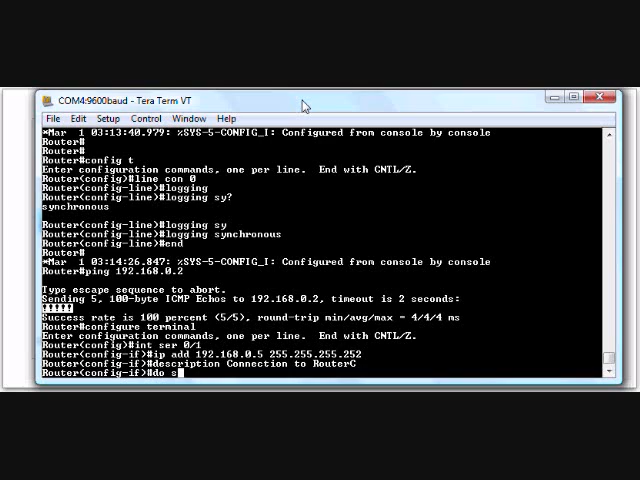 COM4:9600baud - Tera Term VT
File Edit Setup Control Window Help
*Mar  1 03:13:40.979: %SYS-5-CONFIG_I: Configured from console by console
Router#
Router#
Router#config t
Enter configuration commands, one per line.  End with CNTL/Z.
Router(config)#line con 0
Router(config-line)#logging
Router(config-line)#logging sy?
synchronous
Router(config-line)#logging sy
Router(config-line)#logging synchronous
Router(config-line)#end
Router#
*Mar  1 03:14:26.847: %SYS-5-CONFIG_I: Configured from console by console
Router#ping 192.168.0.2
Type escape sequence to abort.
Sending 5, 100-byte ICMP Echos to 192.168.0.2, timeout is 2 seconds:
!!!!!
Success rate is 100 percent (5/5), round-trip min/avg/max = 4/4/4 ms
Router#configure terminal
Enter configuration commands, one per line.  End with CNTL/Z.
Router(config)#int ser 0/1
Router(config-if)#ip add 192.168.0.5 255.255.255.252
Router(config-if)#description Connection to RouterC
Router(config-if)#do s